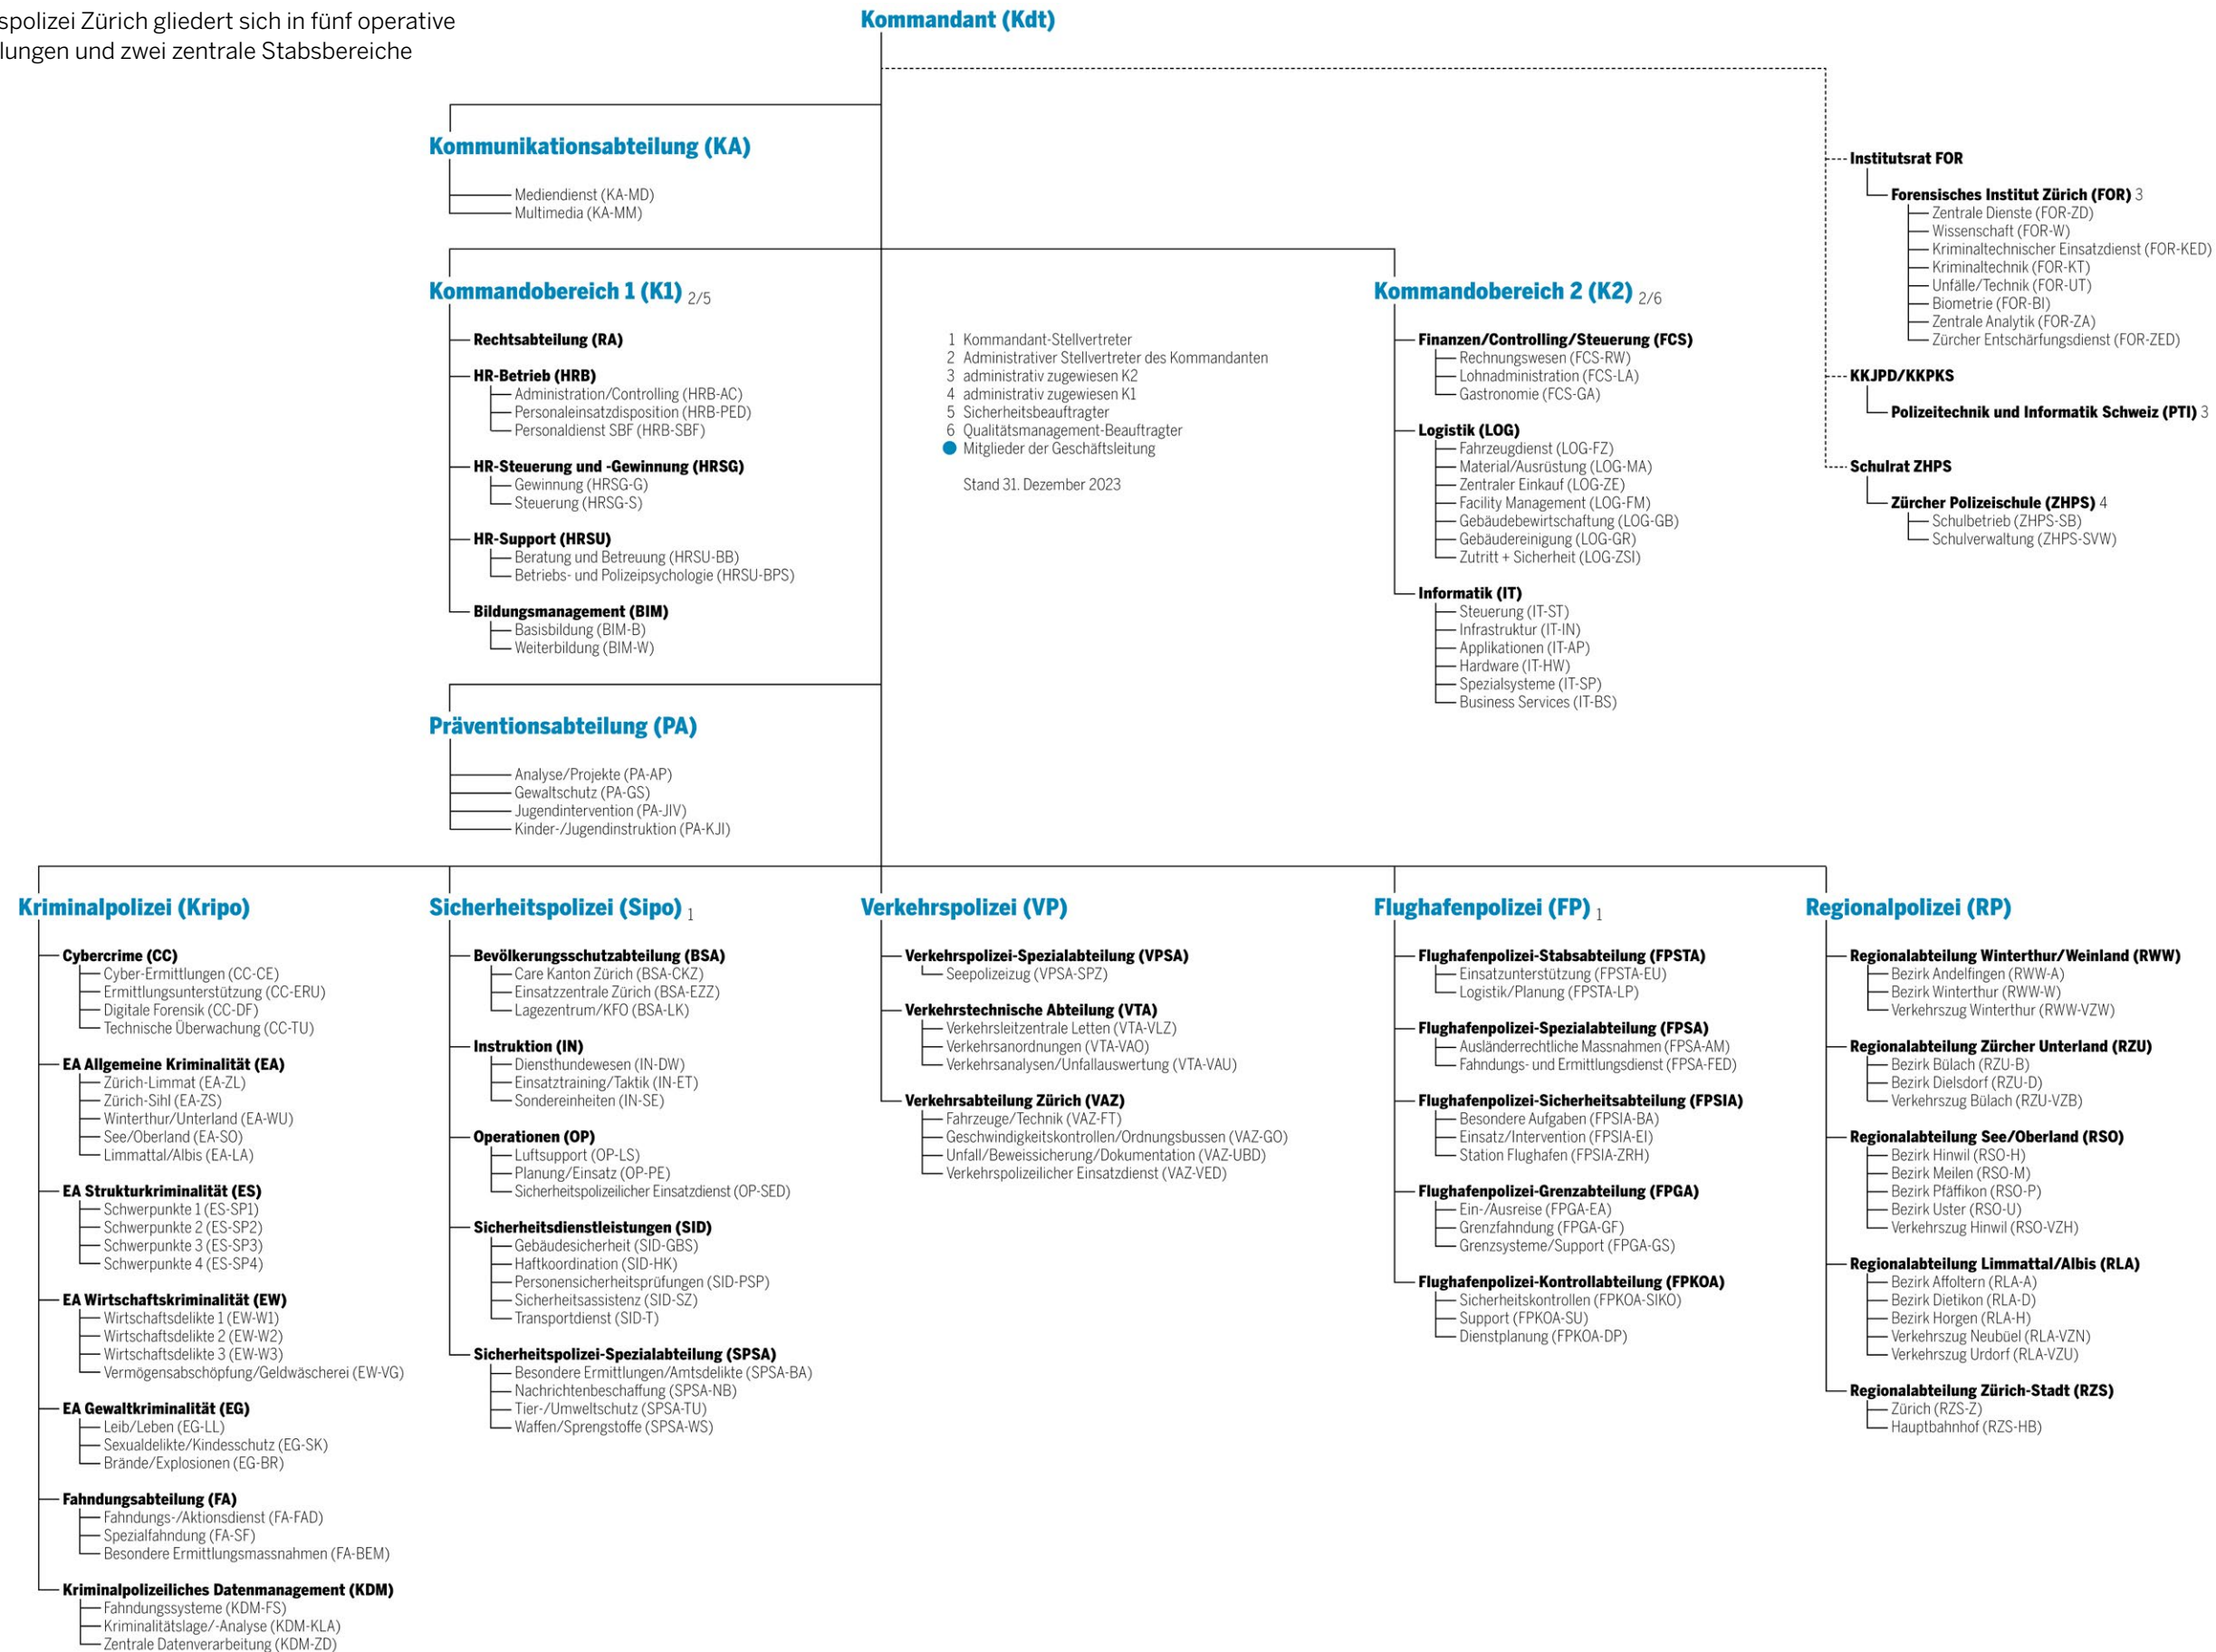 spolizei Zürich gliedert sich in fünf operative
lungen und zwei zentrale Stabsbereiche
Kommandant (Kdt)
Kommunikationsabteilung (KA)
Mediendienst (KA-MD)
Multimedia (KA-MM)
Institutsrat FOR
Forensisches Institut Zürich (FOR) 3
Zentrale Dienste (FOR-ZD)
Wissenschaft (FOR-W)
Kriminaltechnischer Einsatzdienst (FOR-KED)
Kriminaltechnik (FOR-KT)
Unfälle/Technik (FOR-UT)
Biometrie (FOR-BI)
Zentrale Analytik (FOR-ZA)
Zürcher Entschärfungsdienst (FOR-ZED)
KKJPD/KKPKS
Polizeitechnik und Informatik Schweiz (PTI) 3
Schulrat ZHPS
Zürcher Polizeischule (ZHPS) 4
Schulbetrieb (ZHPS-SB)
Schulverwaltung (ZHPS-SVW)
Kommandobereich 1 (K1) 2/5
Rechtsabteilung (RA)
HR-Betrieb (HRB)
Administration/Controlling (HRB-AC)
Personaleinsatzdisposition (HRB-PED)
Personaldienst SBF (HRB-SBF)
HR-Steuerung und -Gewinnung (HRSG)
Gewinnung (HRSG-G)
Steuerung (HRSG-S)
HR-Support (HRSU)
Beratung und Betreuung (HRSU-BB)
Betriebs- und Polizeipsychologie (HRSU-BPS)
Bildungsmanagement (BIM)
Basisbildung (BIM-B)
Weiterbildung (BIM-W)
1 Kommandant-Stellvertreter
2 Administrativer Stellvertreter des Kommandanten
3 administrativ zugewiesen K2
4 administrativ zugewiesen K1
5 Sicherheitsbeauftragter
6 Qualitätsmanagement-Beauftragter
Mitglieder der Geschäftsleitung
Stand 31. Dezember 2023
Kommandobereich 2 (K2) 2/6
Finanzen/Controlling/Steuerung (FCS)
Rechnungswesen (FCS-RW)
Lohnadministration (FCS-LA)
Gastronomie (FCS-GA)
Logistik (LOG)
Fahrzeugdienst (LOG-FZ)
Material/Ausrüstung (LOG-MA)
Zentraler Einkauf (LOG-ZE)
Facility Management (LOG-FM)
Gebäudebewirtschaftung (LOG-GB)
Gebäudereinigung (LOG-GR)
Zutritt + Sicherheit (LOG-ZSI)
Informatik (IT)
Steuerung (IT-ST)
Infrastruktur (IT-IN)
Applikationen (IT-AP)
Hardware (IT-HW)
Spezialsysteme (IT-SP)
Business Services (IT-BS)
Präventionsabteilung (PA)
Analyse/Projekte (PA-AP)
Gewaltschutz (PA-GS)
Jugendintervention (PA-JIV)
Kinder-/Jugendinstruktion (PA-KJI)
Kriminalpolizei (Kripo)
Cybercrime (CC)
Cyber-Ermittlungen (CC-CE)
Ermittlungsunterstützung (CC-ERU)
Digitale Forensik (CC-DF)
Technische Überwachung (CC-TU)
EA Allgemeine Kriminalität (EA)
Zürich-Limmat (EA-ZL)
Zürich-Sihl (EA-ZS)
Winterthur/Unterland (EA-WU)
See/Oberland (EA-SO)
Limmattal/Albis (EA-LA)
EA Strukturkriminalität (ES)
Schwerpunkte 1 (ES-SP1)
Schwerpunkte 2 (ES-SP2)
Schwerpunkte 3 (ES-SP3)
Schwerpunkte 4 (ES-SP4)
EA Wirtschaftskriminalität (EW)
Wirtschaftsdelikte 1 (EW-W1)
Wirtschaftsdelikte 2 (EW-W2)
Wirtschaftsdelikte 3 (EW-W3)
Vermögensabschöpfung/Geldwäscherei (EW-VG)
EA Gewaltkriminalität (EG)
Leib/Leben (EG-LL)
Sexualdelikte/Kindesschutz (EG-SK)
Brände/Explosionen (EG-BR)
Fahndungsabteilung (FA)
Fahndungs-/Aktionsdienst (FA-FAD)
Spezialfahndung (FA-SF)
Besondere Ermittlungsmassnahmen (FA-BEM)
Kriminalpolizeiliches Datenmanagement (KDM)
Fahndungssysteme (KDM-FS)
Kriminalitätslage/-Analyse (KDM-KLA)
Zentrale Datenverarbeitung (KDM-ZD)
Sicherheitspolizei (Sipo) 1
Bevölkerungsschutzabteilung (BSA)
Care Kanton Zürich (BSA-CKZ)
Einsatzzentrale Zürich (BSA-EZZ)
Lagezentrum/KFO (BSA-LK)
Instruktion (IN)
Diensthundewesen (IN-DW)
Einsatztraining/Taktik (IN-ET)
Sondereinheiten (IN-SE)
Operationen (OP)
Luftsupport (OP-LS)
Planung/Einsatz (OP-PE)
Sicherheitspolizeilicher Einsatzdienst (OP-SED)
Sicherheitsdienstleistungen (SID)
Gebäudesicherheit (SID-GBS)
Haftkoordination (SID-HK)
Personensicherheitsprüfungen (SID-PSP)
Sicherheitsassistenz (SID-SZ)
Transportdienst (SID-T)
Sicherheitspolizei-Spezialabteilung (SPSA)
Besondere Ermittlungen/Amtsdelikte (SPSA-BA)
Nachrichtenbeschaffung (SPSA-NB)
Tier-/Umweltschutz (SPSA-TU)
Waffen/Sprengstoffe (SPSA-WS)
Verkehrspolizei (VP)
Verkehrspolizei-Spezialabteilung (VPSA)
Seepolizeizug (VPSA-SPZ)
Verkehrstechnische Abteilung (VTA)
Verkehrsleitzentrale Letten (VTA-VLZ)
Verkehrsanordnungen (VTA-VAO)
Verkehrsanalysen/Unfallauswertung (VTA-VAU)
Verkehrsabteilung Zürich (VAZ)
Fahrzeuge/Technik (VAZ-FT)
Geschwindigkeitskontrollen/Ordnungsbussen (VAZ-GO)
Unfall/Beweissicherung/Dokumentation (VAZ-UBD)
Verkehrspolizeilicher Einsatzdienst (VAZ-VED)
Flughafenpolizei (FP) 1
Flughafenpolizei-Stabsabteilung (FPSTA)
Einsatzunterstützung (FPSTA-EU)
Logistik/Planung (FPSTA-LP)
Flughafenpolizei-Spezialabteilung (FPSA)
Ausländerrechtliche Massnahmen (FPSA-AM)
Fahndungs- und Ermittlungsdienst (FPSA-FED)
Flughafenpolizei-Sicherheitsabteilung (FPSIA)
Besondere Aufgaben (FPSIA-BA)
Einsatz/Intervention (FPSIA-EI)
Station Flughafen (FPSIA-ZRH)
Flughafenpolizei-Grenzabteilung (FPGA)
Ein-/Ausreise (FPGA-EA)
Grenzfahndung (FPGA-GF)
Grenzsysteme/Support (FPGA-GS)
Flughafenpolizei-Kontrollabteilung (FPKOA)
Sicherheitskontrollen (FPKOA-SIKO)
Support (FPKOA-SU)
Dienstplanung (FPKOA-DP)
Regionalpolizei (RP)
Regionalabteilung Winterthur/Weinland (RWW)
Bezirk Andelfingen (RWW-A)
Bezirk Winterthur (RWW-W)
Verkehrszug Winterthur (RWW-VZW)
Regionalabteilung Zürcher Unterland (RZU)
Bezirk Bülach (RZU-B)
Bezirk Dielsdorf (RZU-D)
Verkehrszug Bülach (RZU-VZB)
Regionalabteilung See/Oberland (RSO)
Bezirk Hinwil (RSO-H)
Bezirk Meilen (RSO-M)
Bezirk Pfäffikon (RSO-P)
Bezirk Uster (RSO-U)
Verkehrszug Hinwil (RSO-VZH)
Regionalabteilung Limmattal/Albis (RLA)
Bezirk Affoltern (RLA-A)
Bezirk Dietikon (RLA-D)
Bezirk Horgen (RLA-H)
Verkehrszug Neubüel (RLA-VZN)
Verkehrszug Urdorf (RLA-VZU)
Regionalabteilung Zürich-Stadt (RZS)
Zürich (RZS-Z)
Hauptbahnhof (RZS-HB)